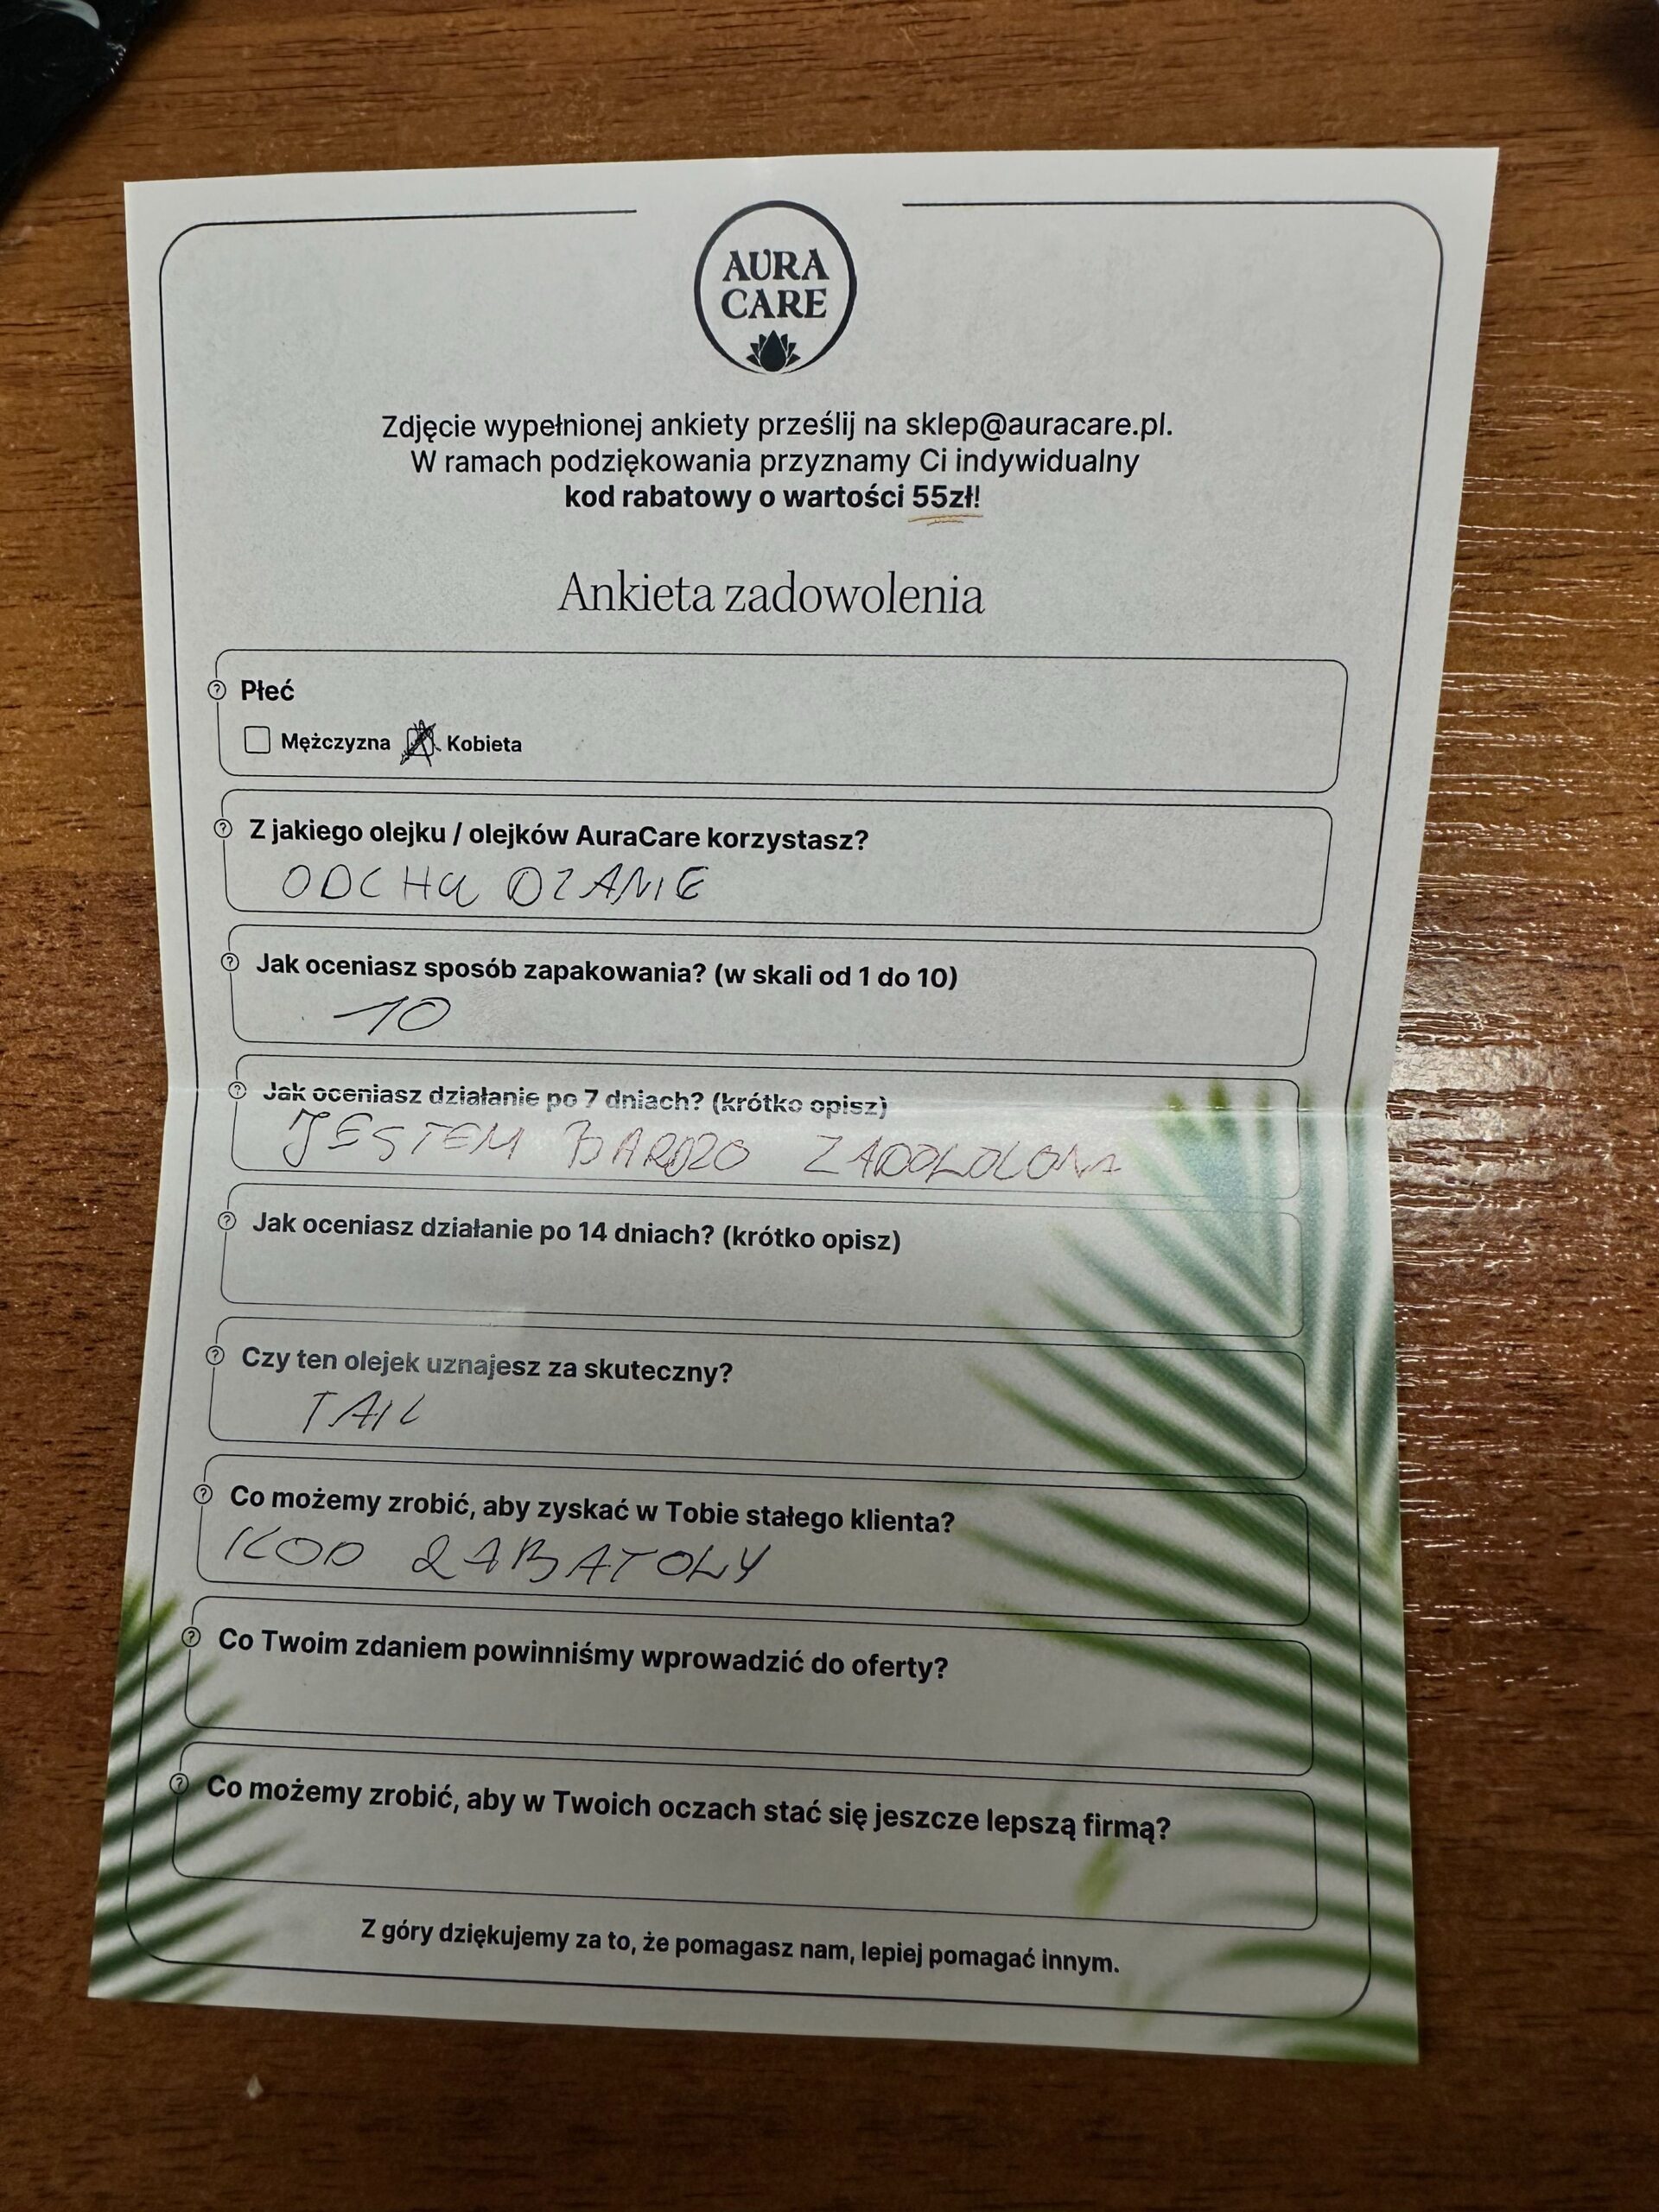 AURA
CARE
Zdjęcie wypełnionej ankiety prześlij na sklep@auracare.pl.
W ramach podziękowania przyznamy Ci indywidualny
kod rabatowy o wartości 55zł!
Ankieta zadowolenia
Płeć
Mężczyzna Kobieta
Z jakiego olejku / olejków AuraCare korzystasz?
ODCHUDZANIE
Jak oceniasz sposób zapakowania? (w skali od 1 do 10)
10
Jak oceniasz działanie po 7 dniach? (krótko opisz)
JESTEM BARDZO ZADOWOLONA
Jak oceniasz działanie po 14 dniach? (krótko opisz)
Czy ten olejek uznajesz za skuteczny?
TAK
Co możemy zrobić, aby zyskać w Tobie stałego klienta?
KOD RABATOWY
Co Twoim zdaniem powinniśmy wprowadzić do oferty?
Co możemy zrobić, aby w Twoich oczach stać się jeszcze lepszą firmą?
Z góry dziękujemy za to, że pomagasz nam, lepiej pomagać innym.